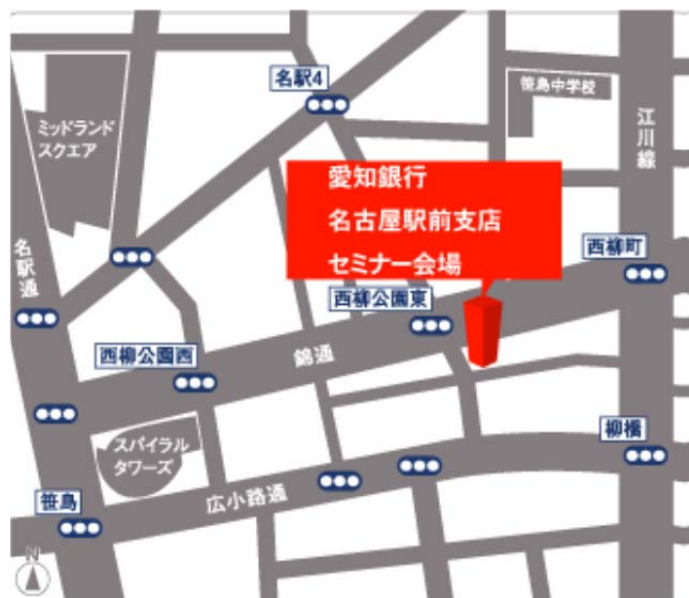 名駅4
笹島中学校
ミッドランド
スクエア
江川線
愛知銀行
名古屋駅前支店
セミナー会場
名駅通
西柳町
西柳公園東
西柳公園西
錦通
柳橋
スパイラル
タワーズ
笹島
広小路通
N